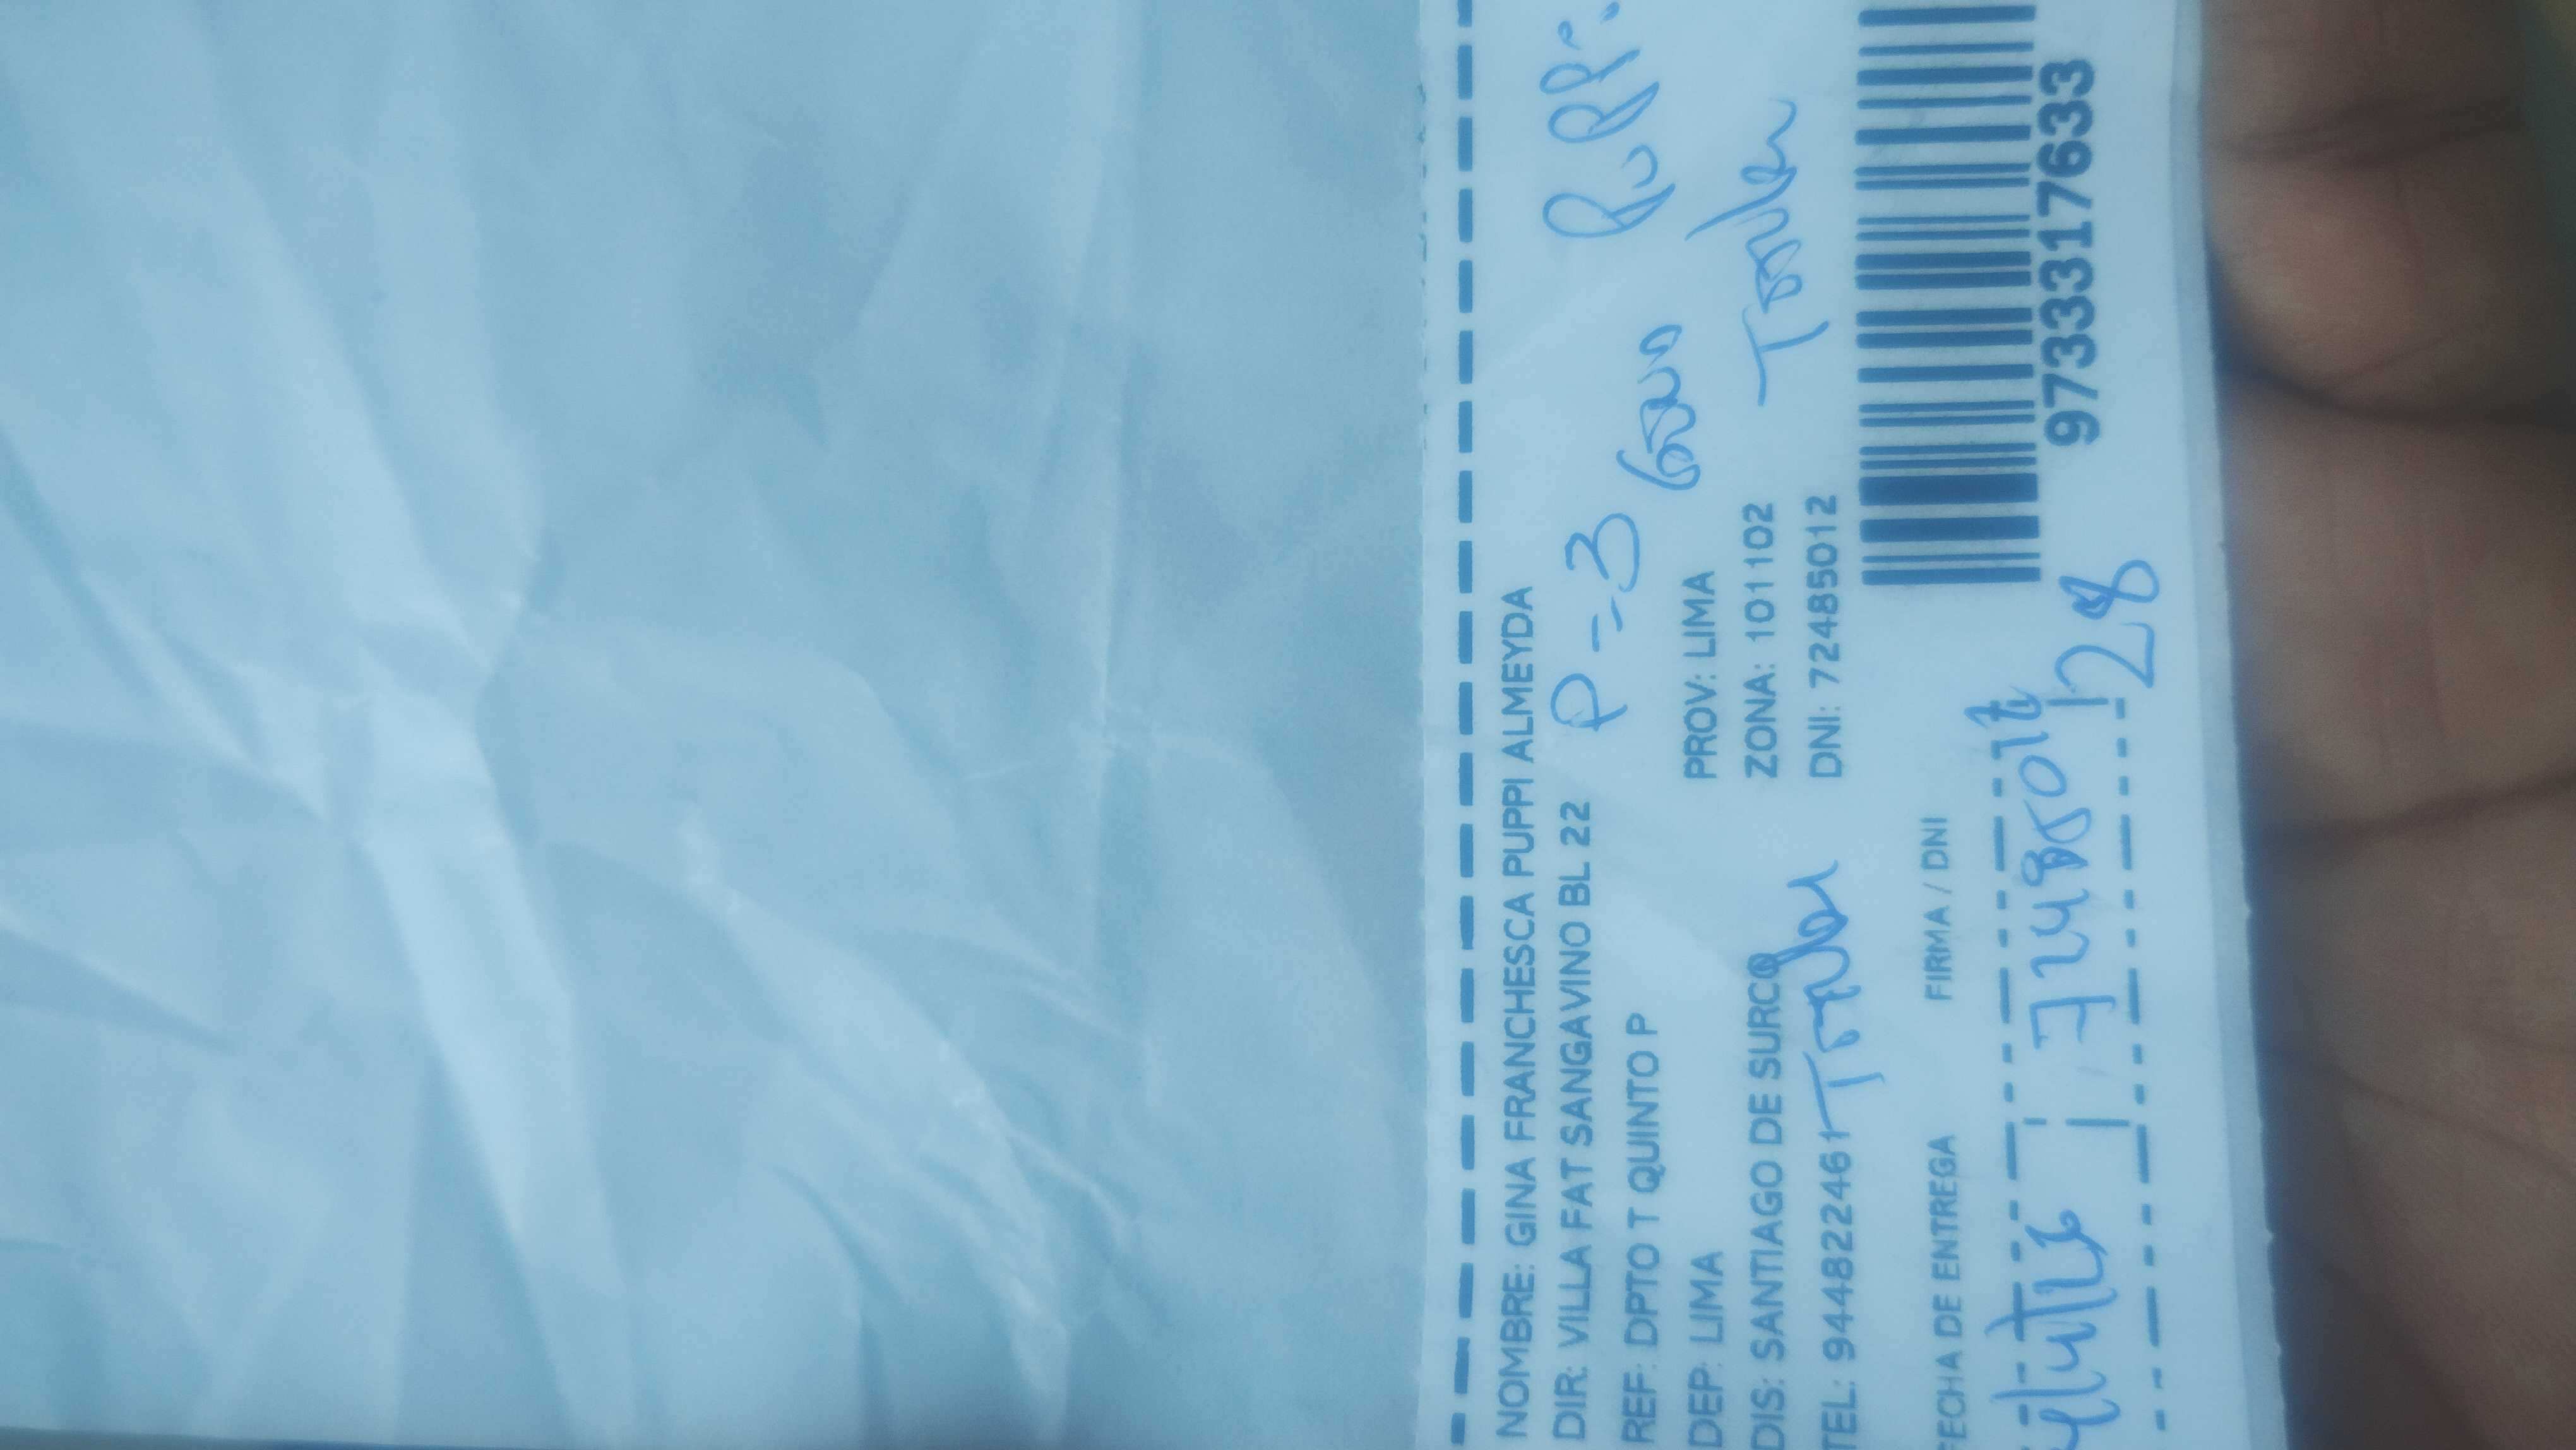 NOMBRE: GINA FRANCHESCA PUPPI ALMEYDA
DIR: VILLA FAT SANGAVINO BL 22
P=3
REF: DPTO T QUINTO P
DEP: LIMA PROV: LIMA
DIS: SANTIAGO DE SURCO ZONA: 101102
TEL: 944822461 DNI: 72485012
FECHA DE ENTREGA FIRMA / DNI
28
9733317633